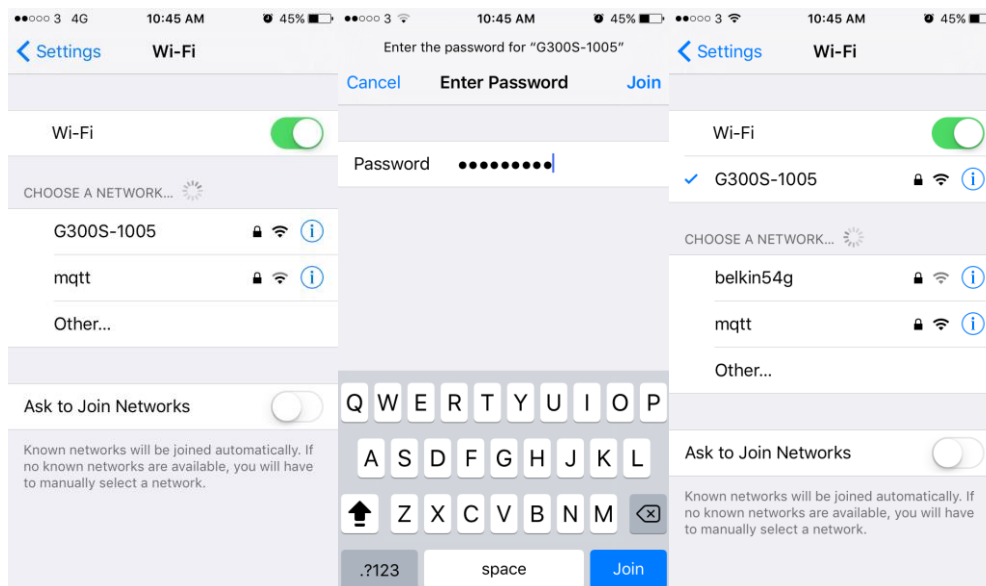 ●●○○○ 3 4G 10:45 AM 45%
Settings Wi-Fi
Wi-Fi
CHOOSE A NETWORK...
G300S-1005
mqtt
Other...
Ask to Join Networks
Known networks will be joined automatically. If
no known networks are available, you will have
to manually select a network.
●●○○○ 3 10:45 AM 45%
Enter the password for “G300S-1005”
Cancel Enter Password Join
Password ●●●●●●●●●
Q W E R T Y U I O P
A S D F G H J K L
Z X C V B N M
.?123 space Join
●●○○○ 3 10:45 AM 45%
Settings Wi-Fi
Wi-Fi
✓ G300S-1005
CHOOSE A NETWORK...
belkin54g
mqtt
Other...
Ask to Join Networks
Known networks will be joined automatically. If
no known networks are available, you will have
to manually select a network.